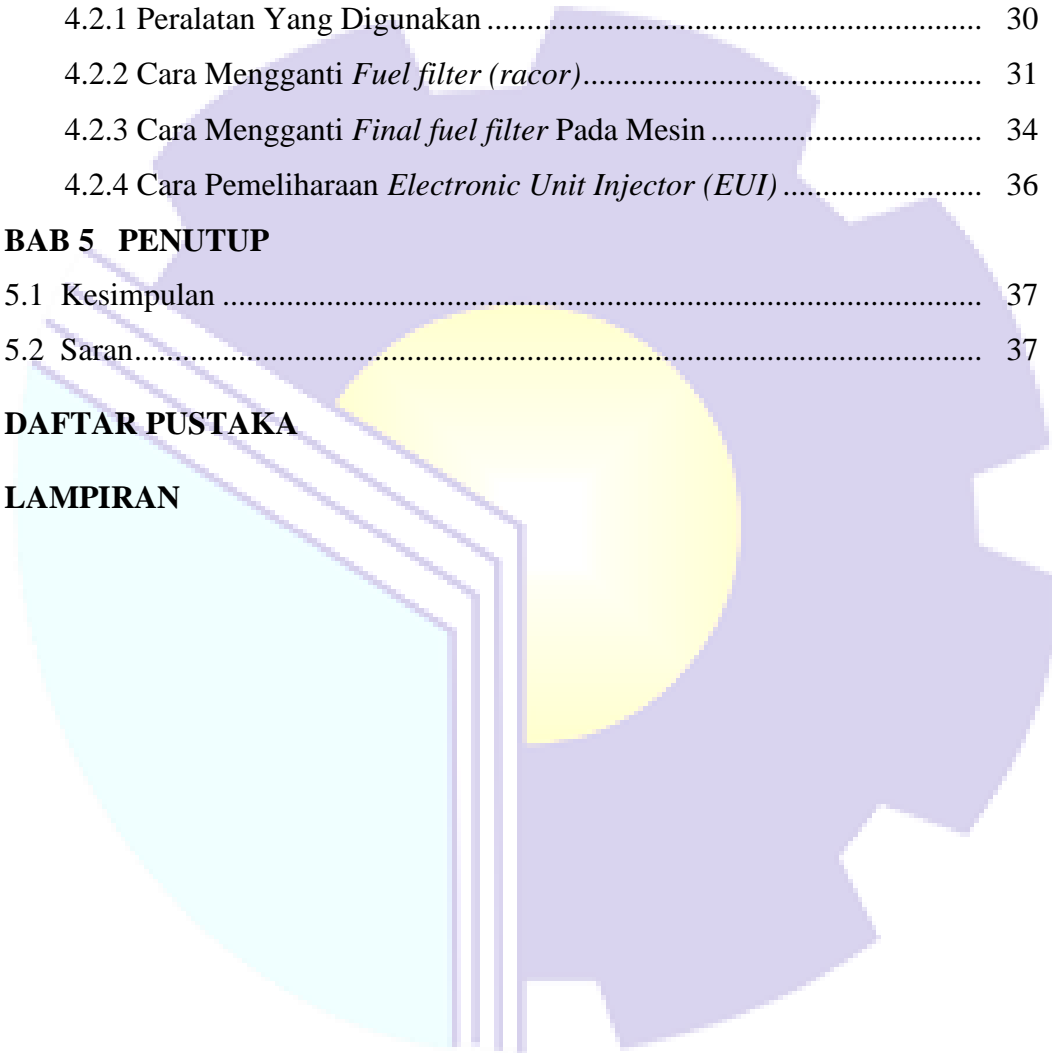 4.2.1 Peralatan Yang Digunakan ................................................................. 30
4.2.2 Cara Mengganti Fuel filter (racor) ..................................................... 31
4.2.3 Cara Mengganti Final fuel filter Pada Mesin ..................................... 34
4.2.4 Cara Pemeliharaan Electronic Unit Injector (EUI) ............................ 36
BAB 5 PENUTUP
5.1 Kesimpulan ........................................................................................... 37
5.2 Saran...................................................................................................... 37
DAFTAR PUSTAKA
LAMPIRAN